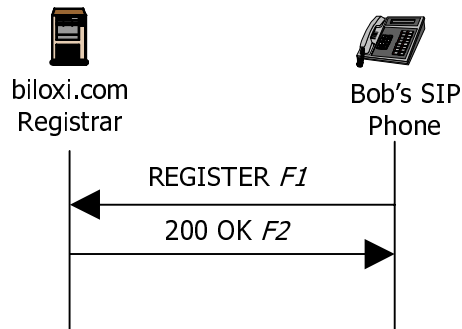 biloxi.com
Registrar
Bob's SIP
Phone
REGISTER F1
200 OK F2